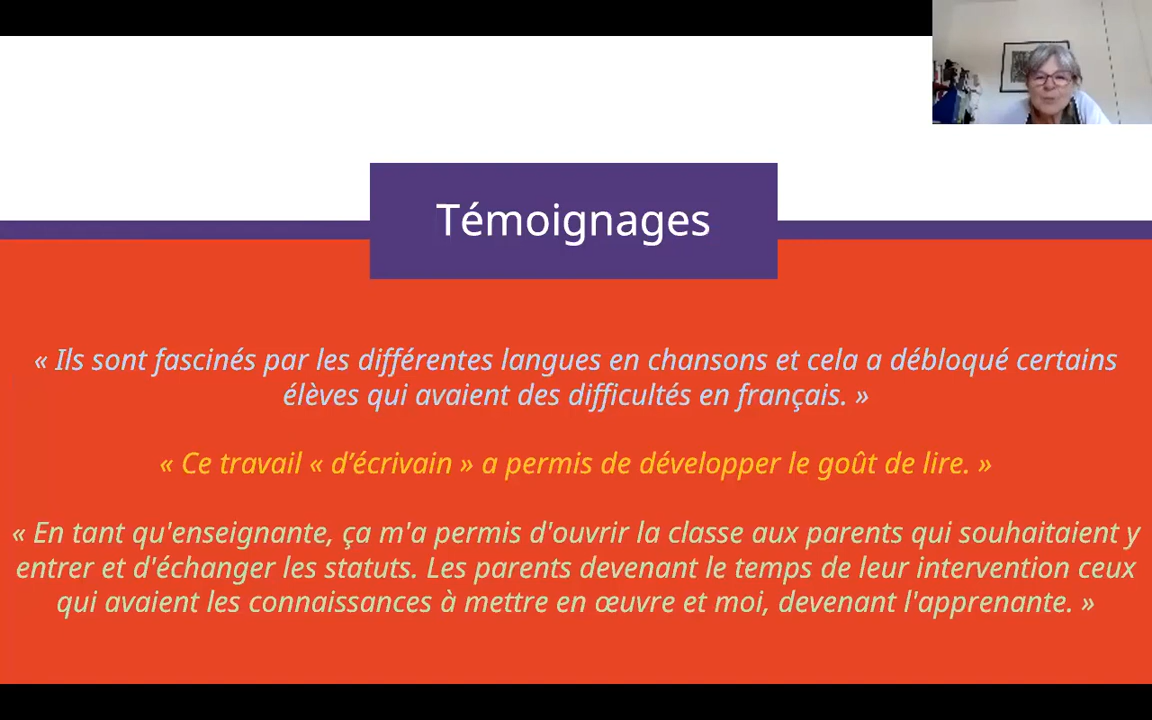 Témoignages
« Ils sont fascinés par les différentes langues en chansons et cela a débloqué certains
élèves qui avaient des difficultés en français. »
« Ce travail « d’écrivain » a permis de développer le goût de lire. »
« En tant qu'enseignante, ça m'a permis d'ouvrir la classe aux parents qui souhaitaient y
entrer et d'échanger les statuts. Les parents devenant le temps de leur intervention ceux
qui avaient les connaissances à mettre en œuvre et moi, devenant l'apprenante. »